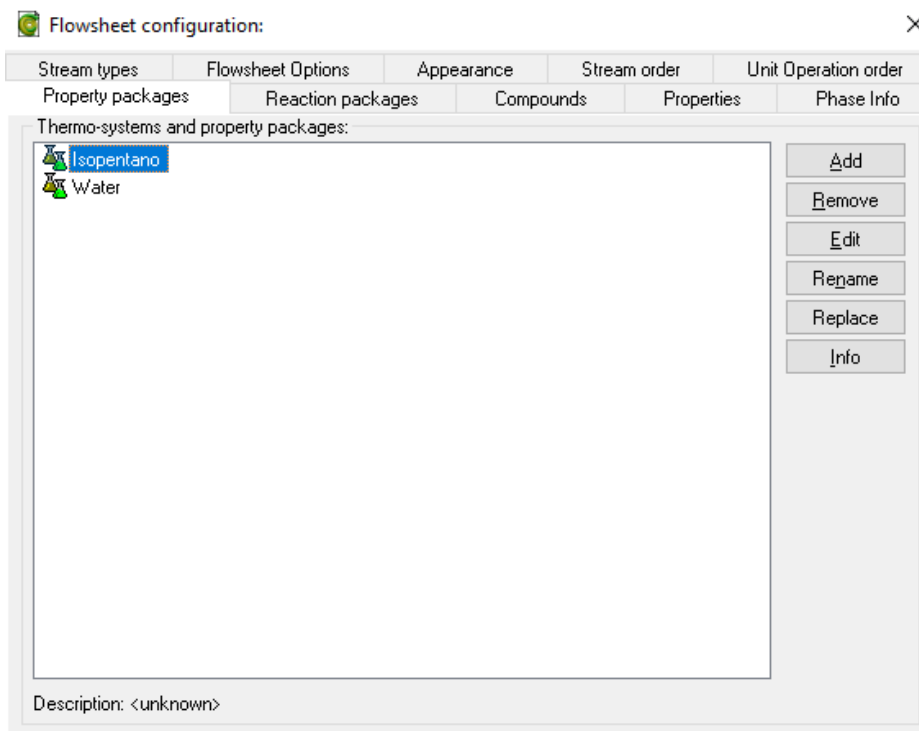 Flowsheet configuration:
Stream types Flowsheet Options Appearance Stream order Unit Operation order
Property packages Reaction packages Compounds Properties Phase Info
Thermo-systems and property packages:
Isopentano
Water
Add
Remove
Edit
Rename
Replace
Info
Description: <unknown>